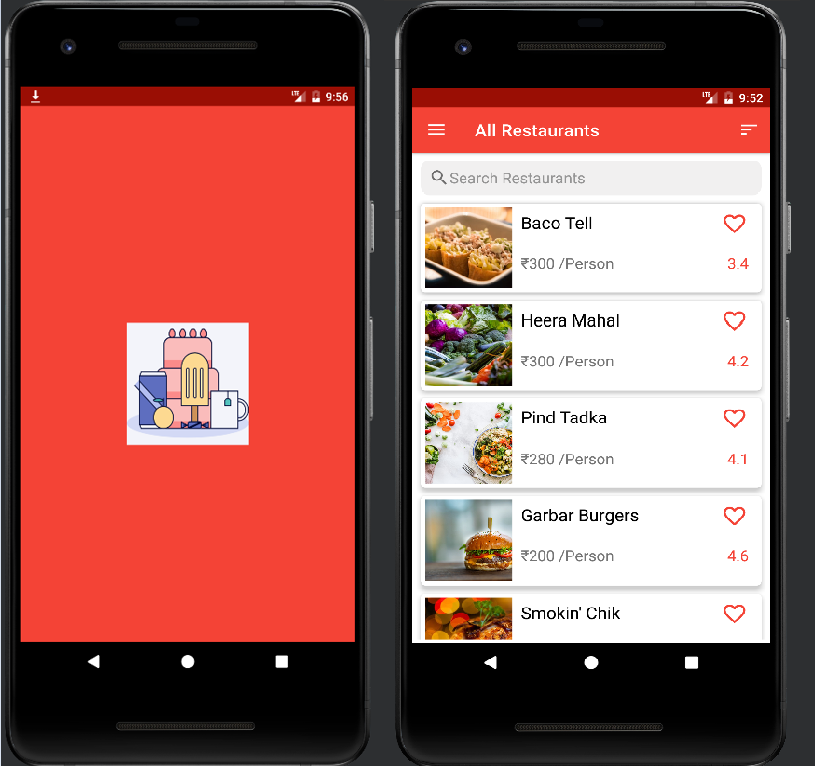 LTE 9:56
LTE 9:52
All Restaurants
Search Restaurants
Baco Tell
₹300 /Person
3.4
Heera Mahal
₹300 /Person
4.2
Pind Tadka
₹280 /Person
4.1
Garbar Burgers
₹200 /Person
4.6
Smokin' Chik